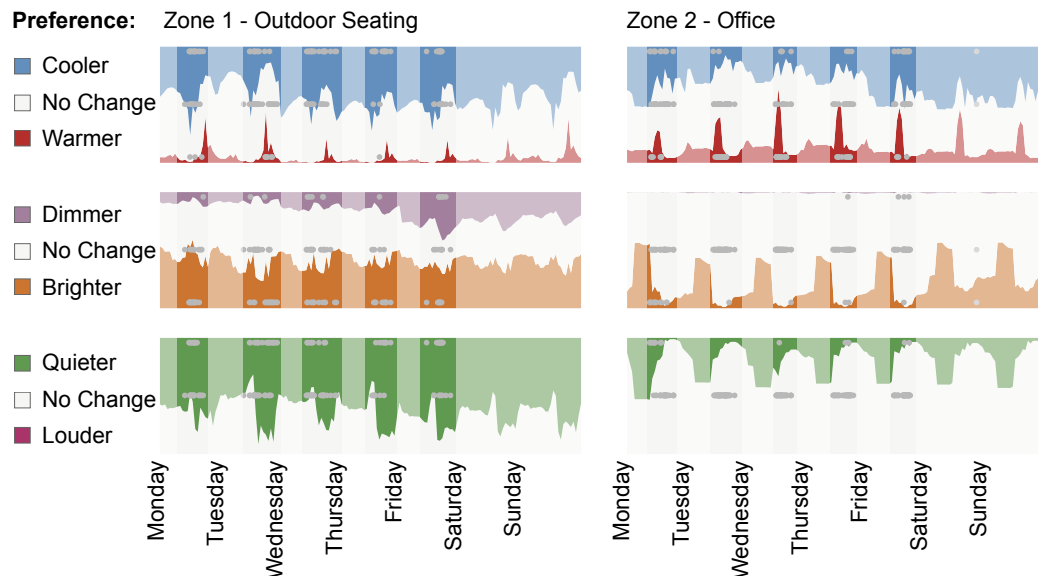 Preference: Zone 1 - Outdoor Seating Zone 2 - Office
Cooler
No Change
Warmer
Dimmer
No Change
Brighter
Quieter
No Change
Louder
Monday Tuesday Wednesday Thursday Friday Saturday Sunday Monday Tuesday Wednesday Thursday Friday Saturday Sunday